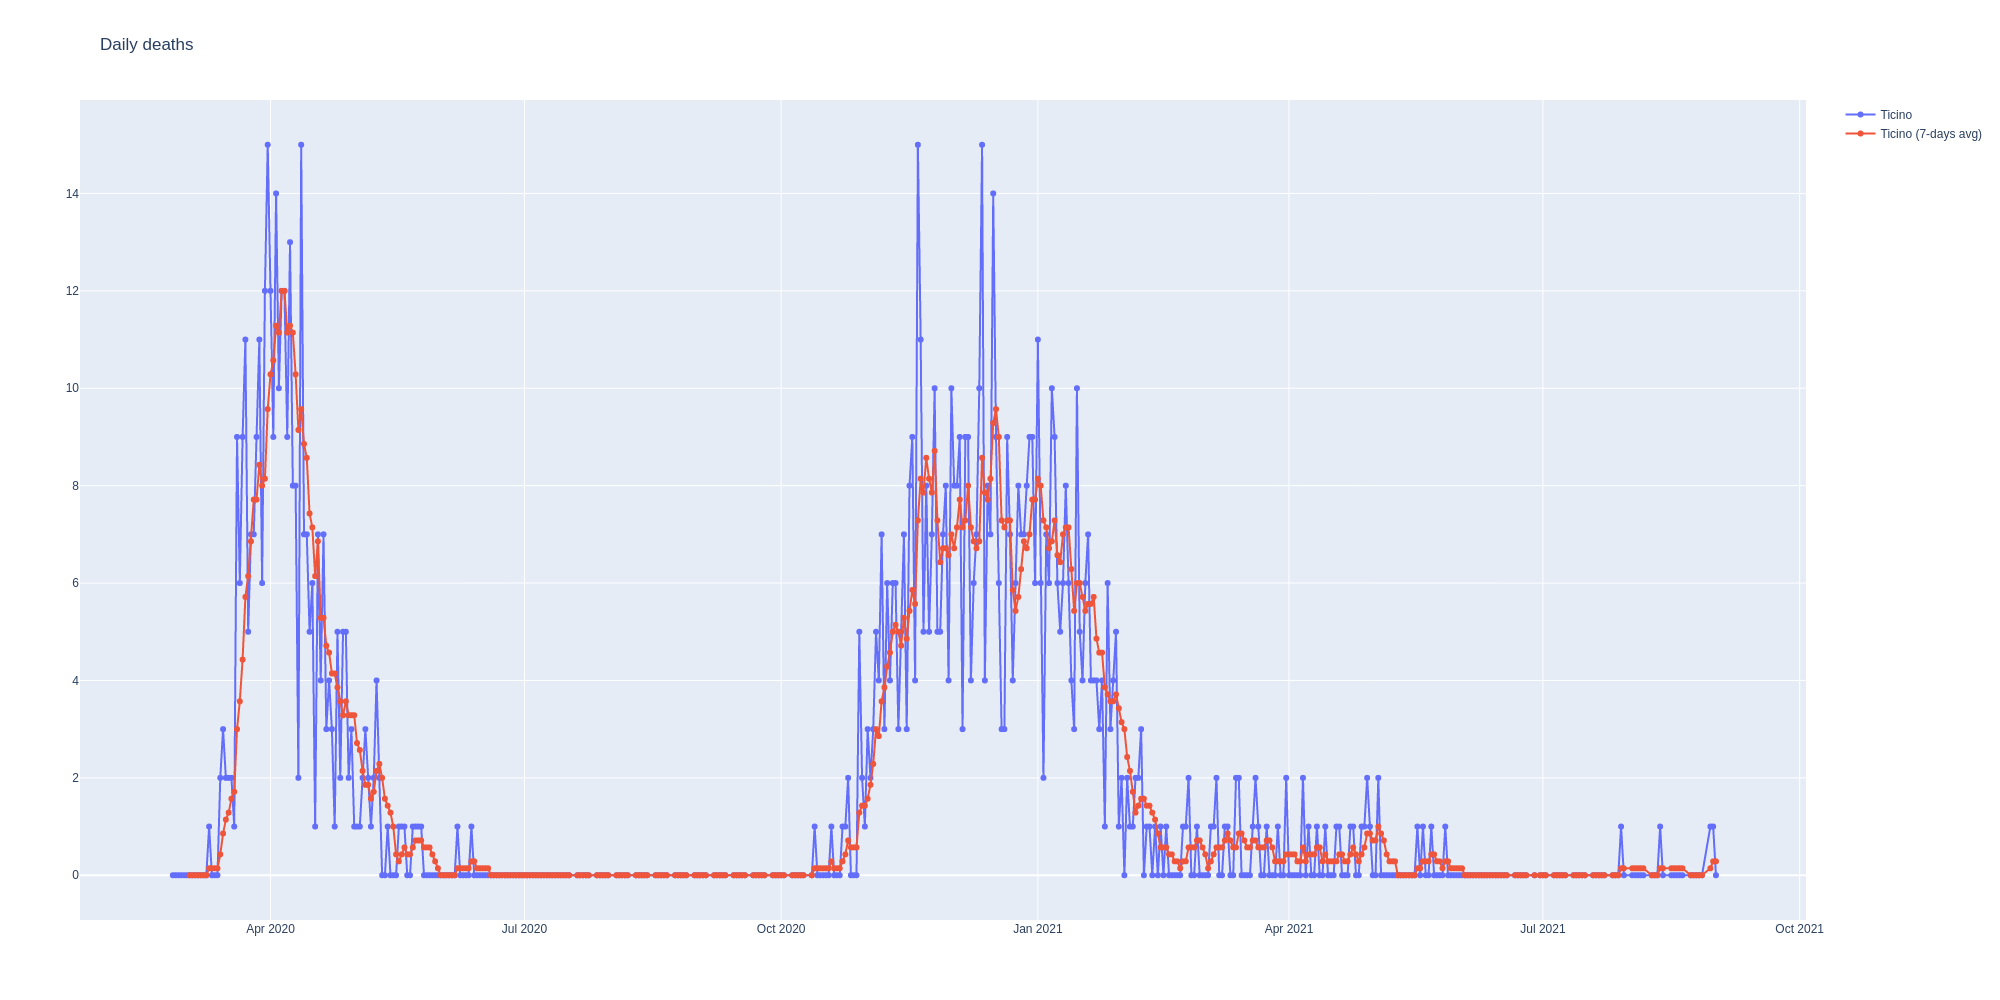 Daily deaths
Ticino
Ticino (7-days avg)
14
12
10
8
6
4
2
0
Apr 2020
Jul 2020
Oct 2020
Jan 2021
Apr 2021
Jul 2021
Oct 2021